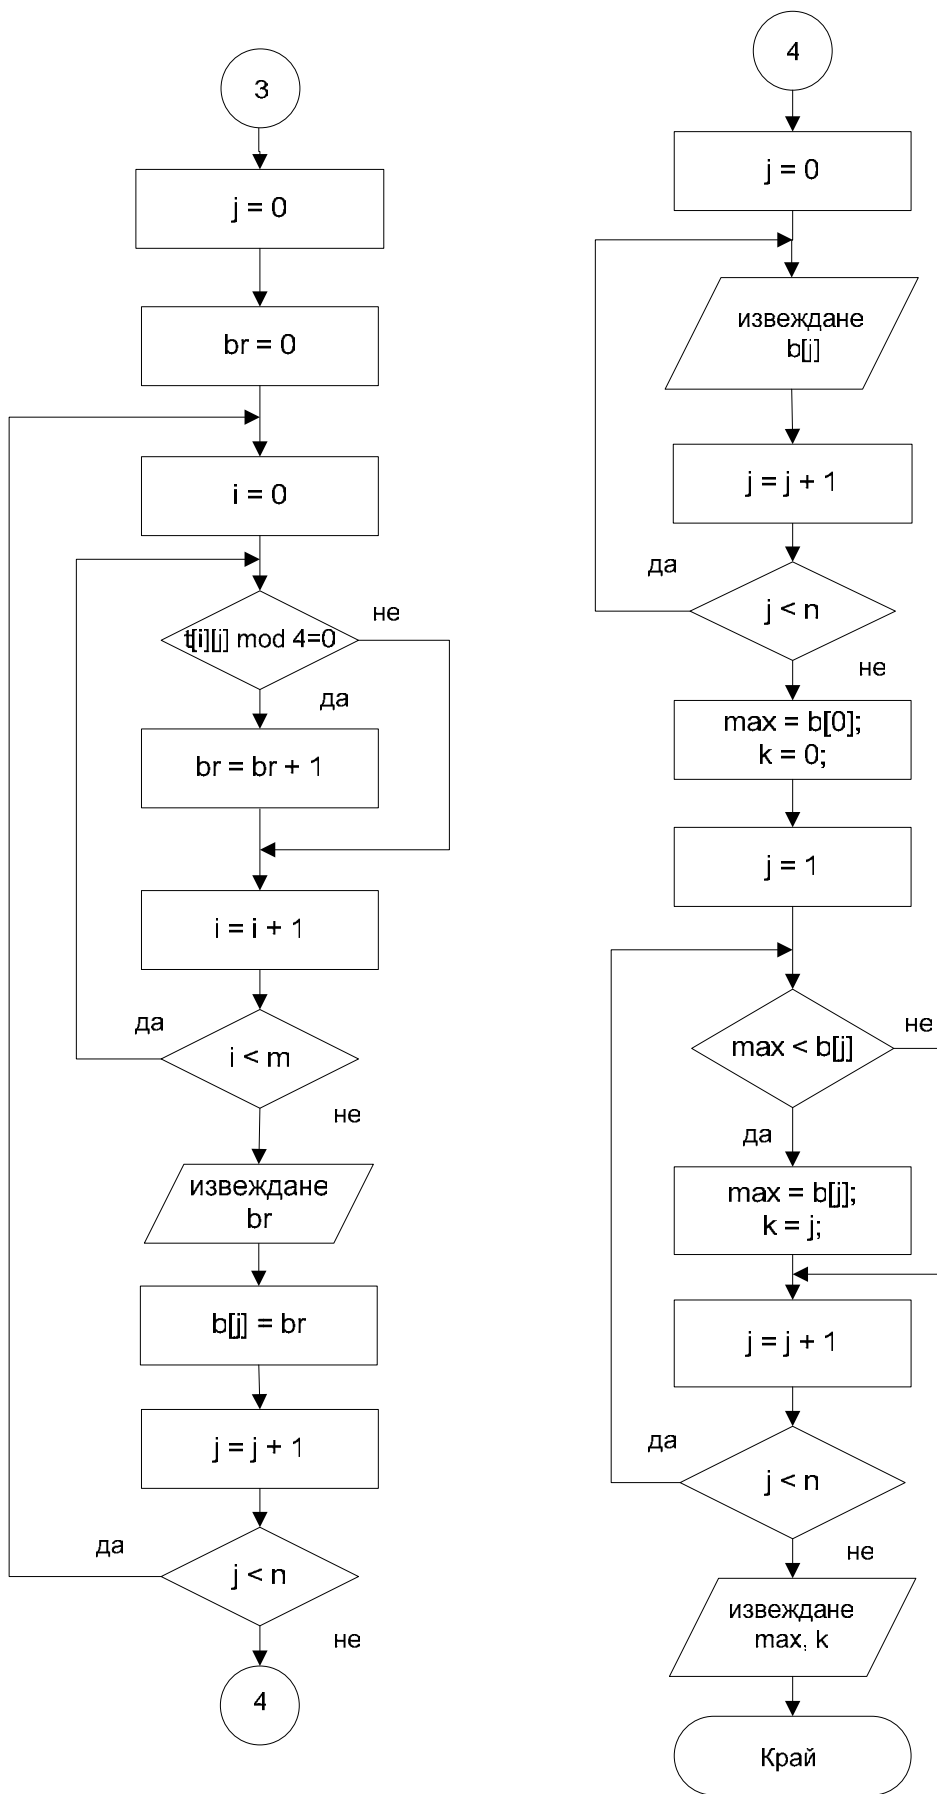 3
j = 0
br = 0
i = 0
t[i][j] mod 4=0
не
да
br = br + 1
i = i + 1
да
i < m
не
извеждане
br
b[j] = br
j = j + 1
да
j < n
не
4
4
j = 0
извеждане
b[j]
j = j + 1
да
j < n
не
max = b[0];
k = 0;
j = 1
не
max < b[j]
да
max = b[j];
k = j;
j = j + 1
да
j < n
не
извеждане
max, k
Край